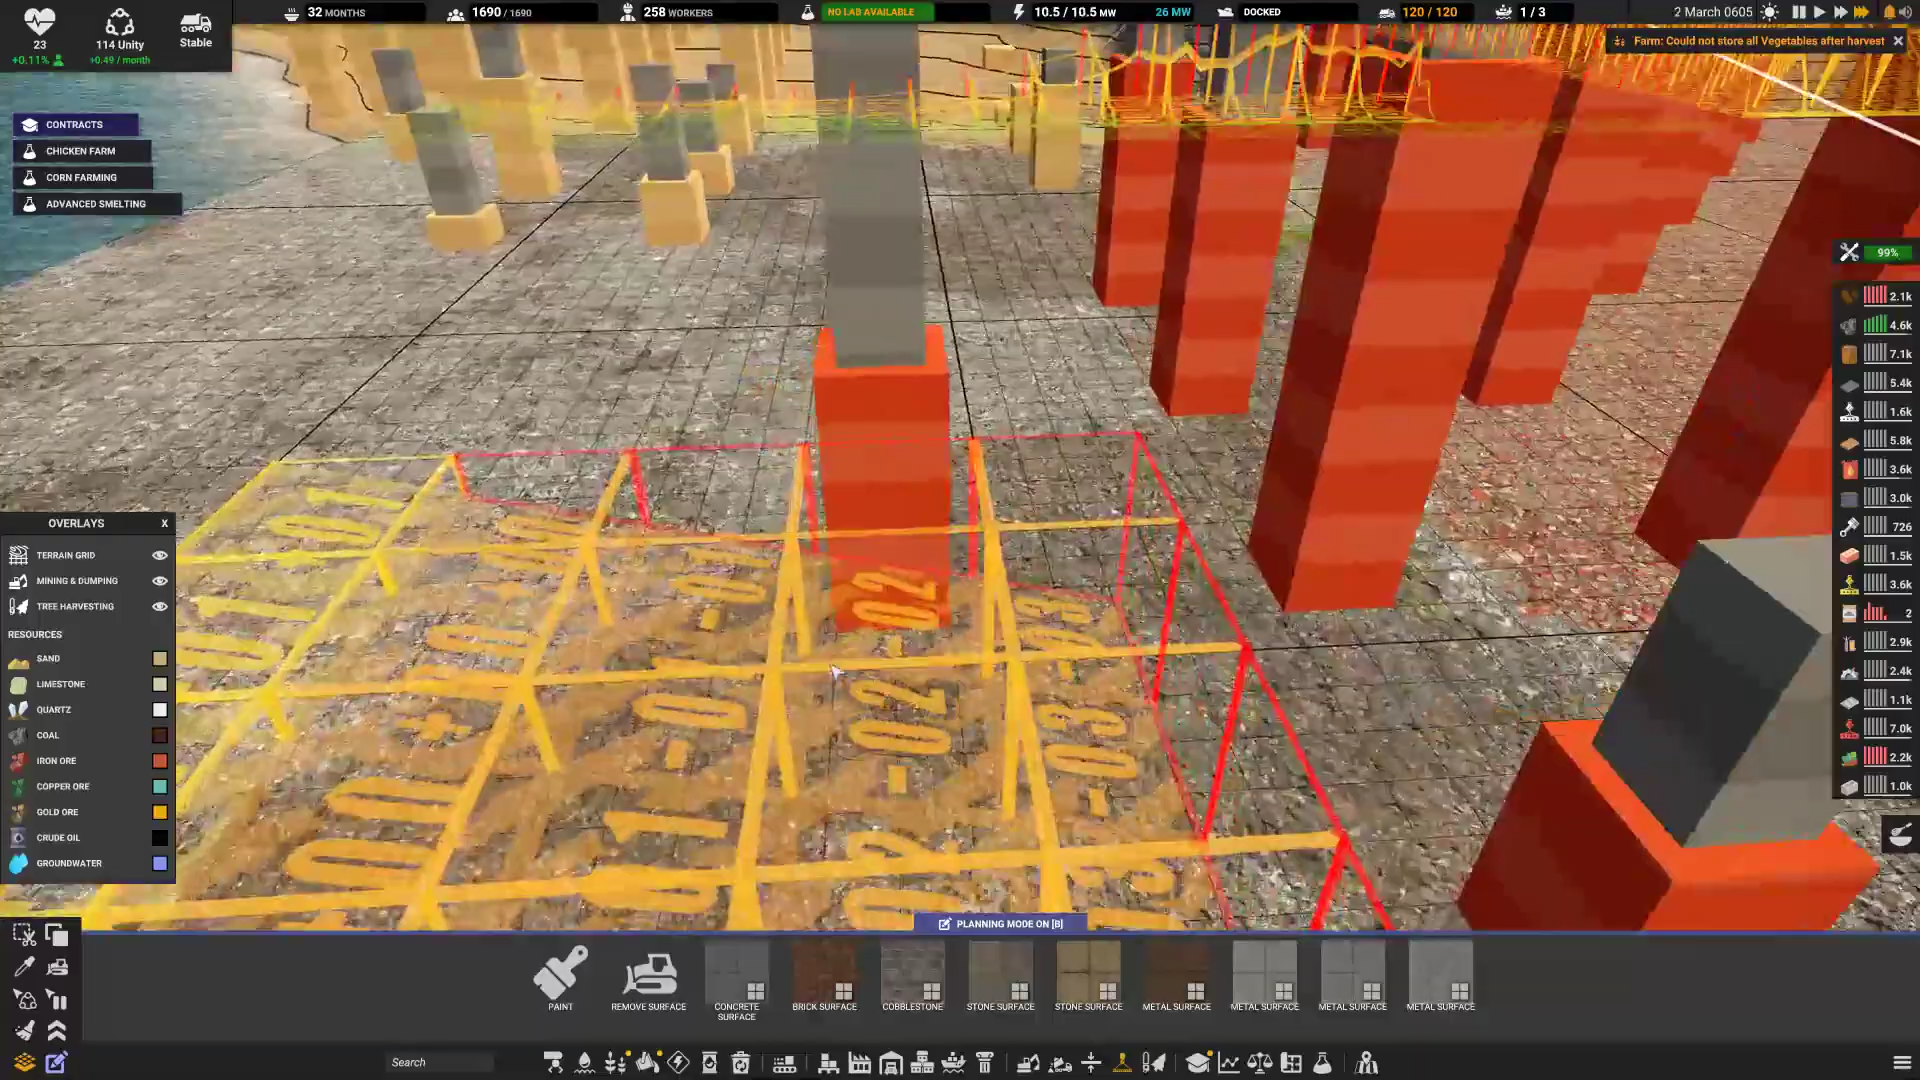 32 MONTHS
1690 / 1690
258 WORKERS
NO LAB AVAILABLE
10.5 / 10.5 MW
26 MW
DOCKED
120 / 120
1 / 3
2 March 0605
23
+0.11%
114 Unity
+0.49 / month
Stable
Farm: Could not store all Vegetables after harvest
CONTRACTS
CHICKEN FARM
CORN FARMING
ADVANCED SMELTING
99%
2.1k
4.6k
7.1k
5.4k
1.6k
5.8k
3.6k
3.0k
726
1.5k
3.6k
2
2.9k
2.4k
1.1k
7.0k
2.2k
1.0k
OVERLAYS X
TERRAIN GRID
MINING & DUMPING
TREE HARVESTING
RESOURCES
SAND
LIMESTONE
QUARTZ
COAL
IRON ORE
COPPER ORE
GOLD ORE
CRUDE OIL
GROUNDWATER
-02
-02
-03
-01
PLANNING MODE ON [B]
PAINT
REMOVE SURFACE
CONCRETE SURFACE
BRICK SURFACE
COBBLESTONE
STONE SURFACE
STONE SURFACE
METAL SURFACE
METAL SURFACE
METAL SURFACE
METAL SURFACE
Search